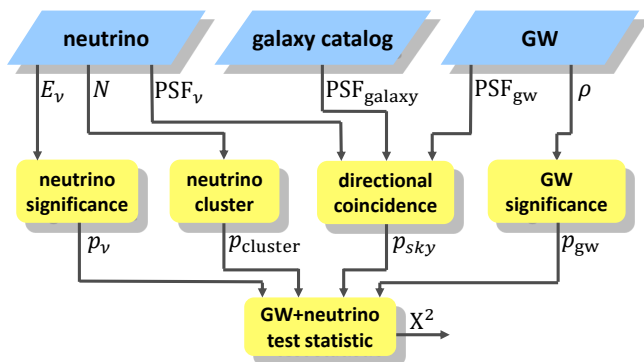 neutrino galaxy catalog GW
E_ν N PSF_ν PSF_galaxy PSF_gw ρ
neutrino significance
neutrino cluster
directional coincidence
GW significance
p_ν p_cluster p_sky p_gw
GW+neutrino
test statistic
X²